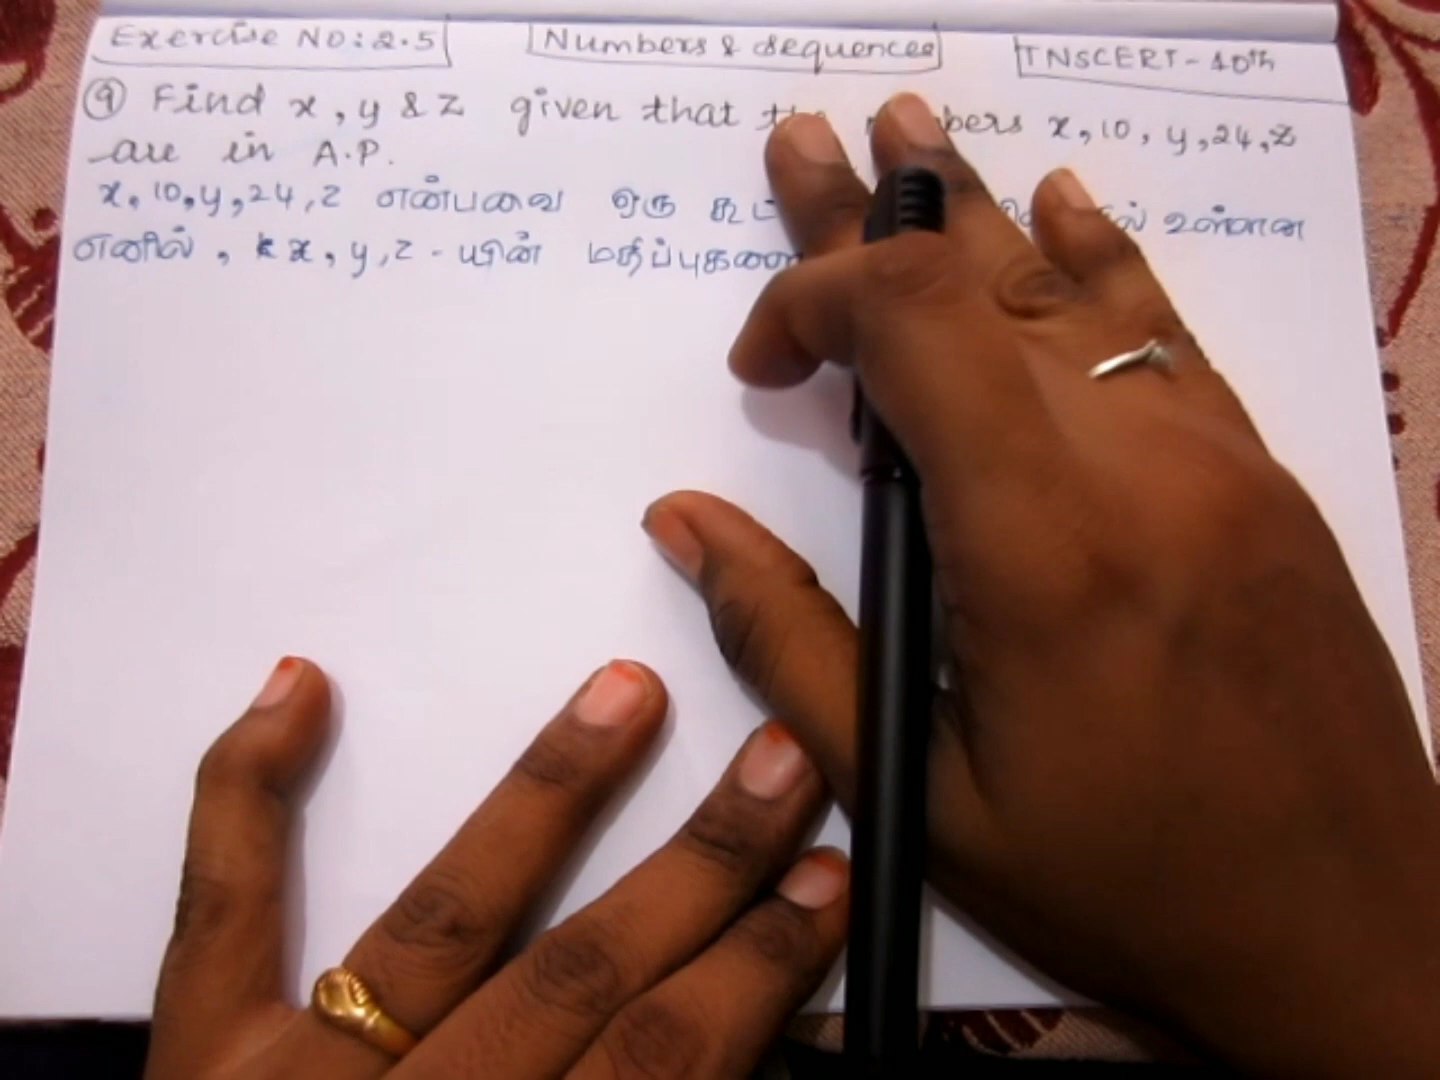 Exercise NO: 2.5
Numbers & Sequences
TNSCERT - 10th
9 Find x, y & z given that the x, 10, y, 24, z
are in A.P.
x, 10, y, 24, z என்பவை ஒரு கூட் உள்ளன
எனில், x, y, z - யின் மதிப்புகளை